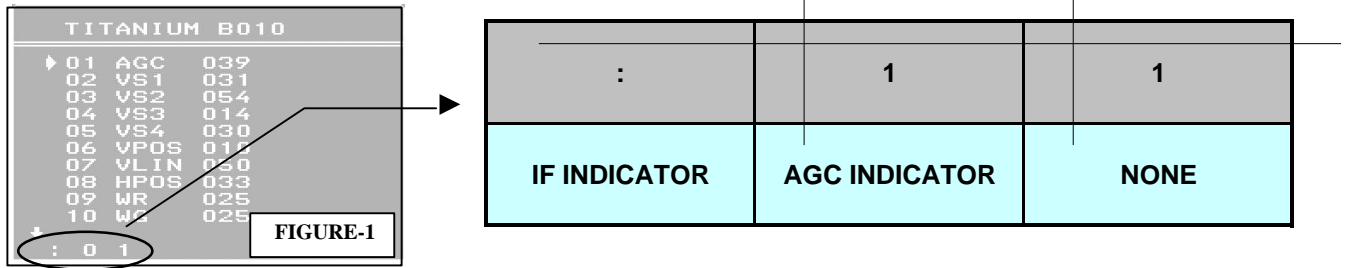 TITANIUM B010
01 AGC 039
02 VS1 031
03 VS2 054
04 VS3 014
05 VS4 030
06 VPOS 010
07 VLIN 050
08 HPOS 033
09 WR 025
10 WG 025
: 0 1
FIGURE-1
: 1 1
IF INDICATOR AGC INDICATOR NONE